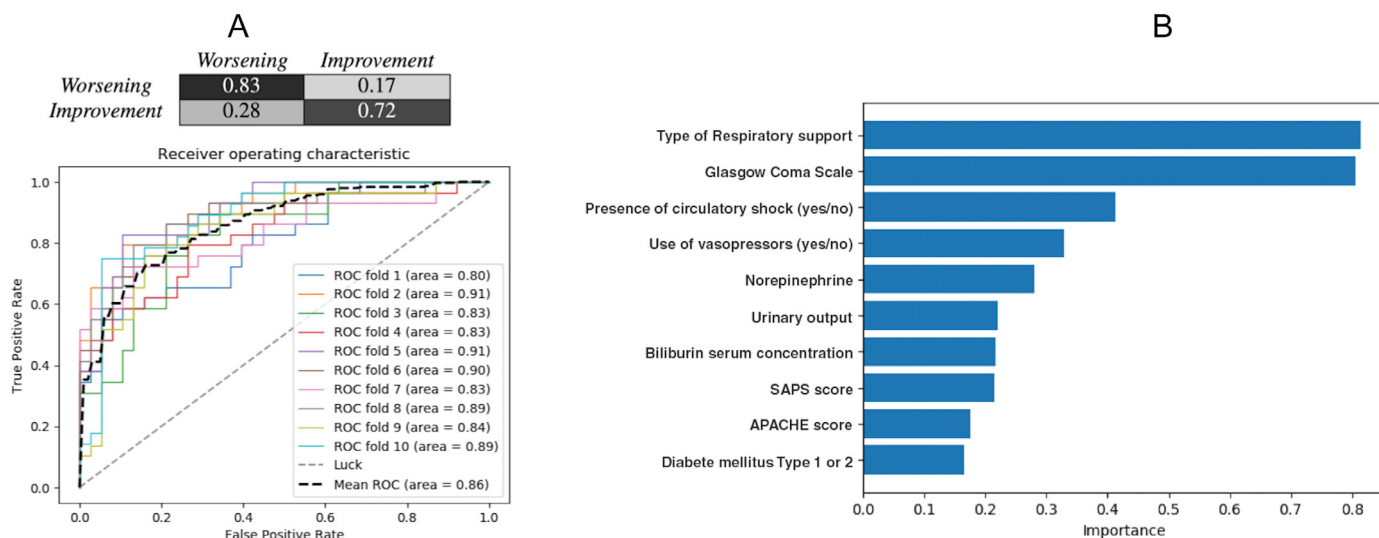 A
Worsening Improvement
Worsening 0.83 0.17
Improvement 0.28 0.72
Receiver operating characteristic
True Positive Rate
1.0
0.8
0.6
0.4
0.2
0.0
ROC fold 1 (area = 0.80)
ROC fold 2 (area = 0.91)
ROC fold 3 (area = 0.83)
ROC fold 4 (area = 0.83)
ROC fold 5 (area = 0.91)
ROC fold 6 (area = 0.90)
ROC fold 7 (area = 0.83)
ROC fold 8 (area = 0.89)
ROC fold 9 (area = 0.84)
ROC fold 10 (area = 0.89)
Luck
Mean ROC (area = 0.86)
0.0 0.2 0.4 0.6 0.8 1.0
False Positive Rate
B
Type of Respiratory support
Glasgow Coma Scale
Presence of circulatory shock (yes/no)
Use of vasopressors (yes/no)
Norepinephrine
Urinary output
Biliburin serum concentration
SAPS score
APACHE score
Diabete mellitus Type 1 or 2
0.0 0.1 0.2 0.3 0.4 0.5 0.6 0.7 0.8
Importance